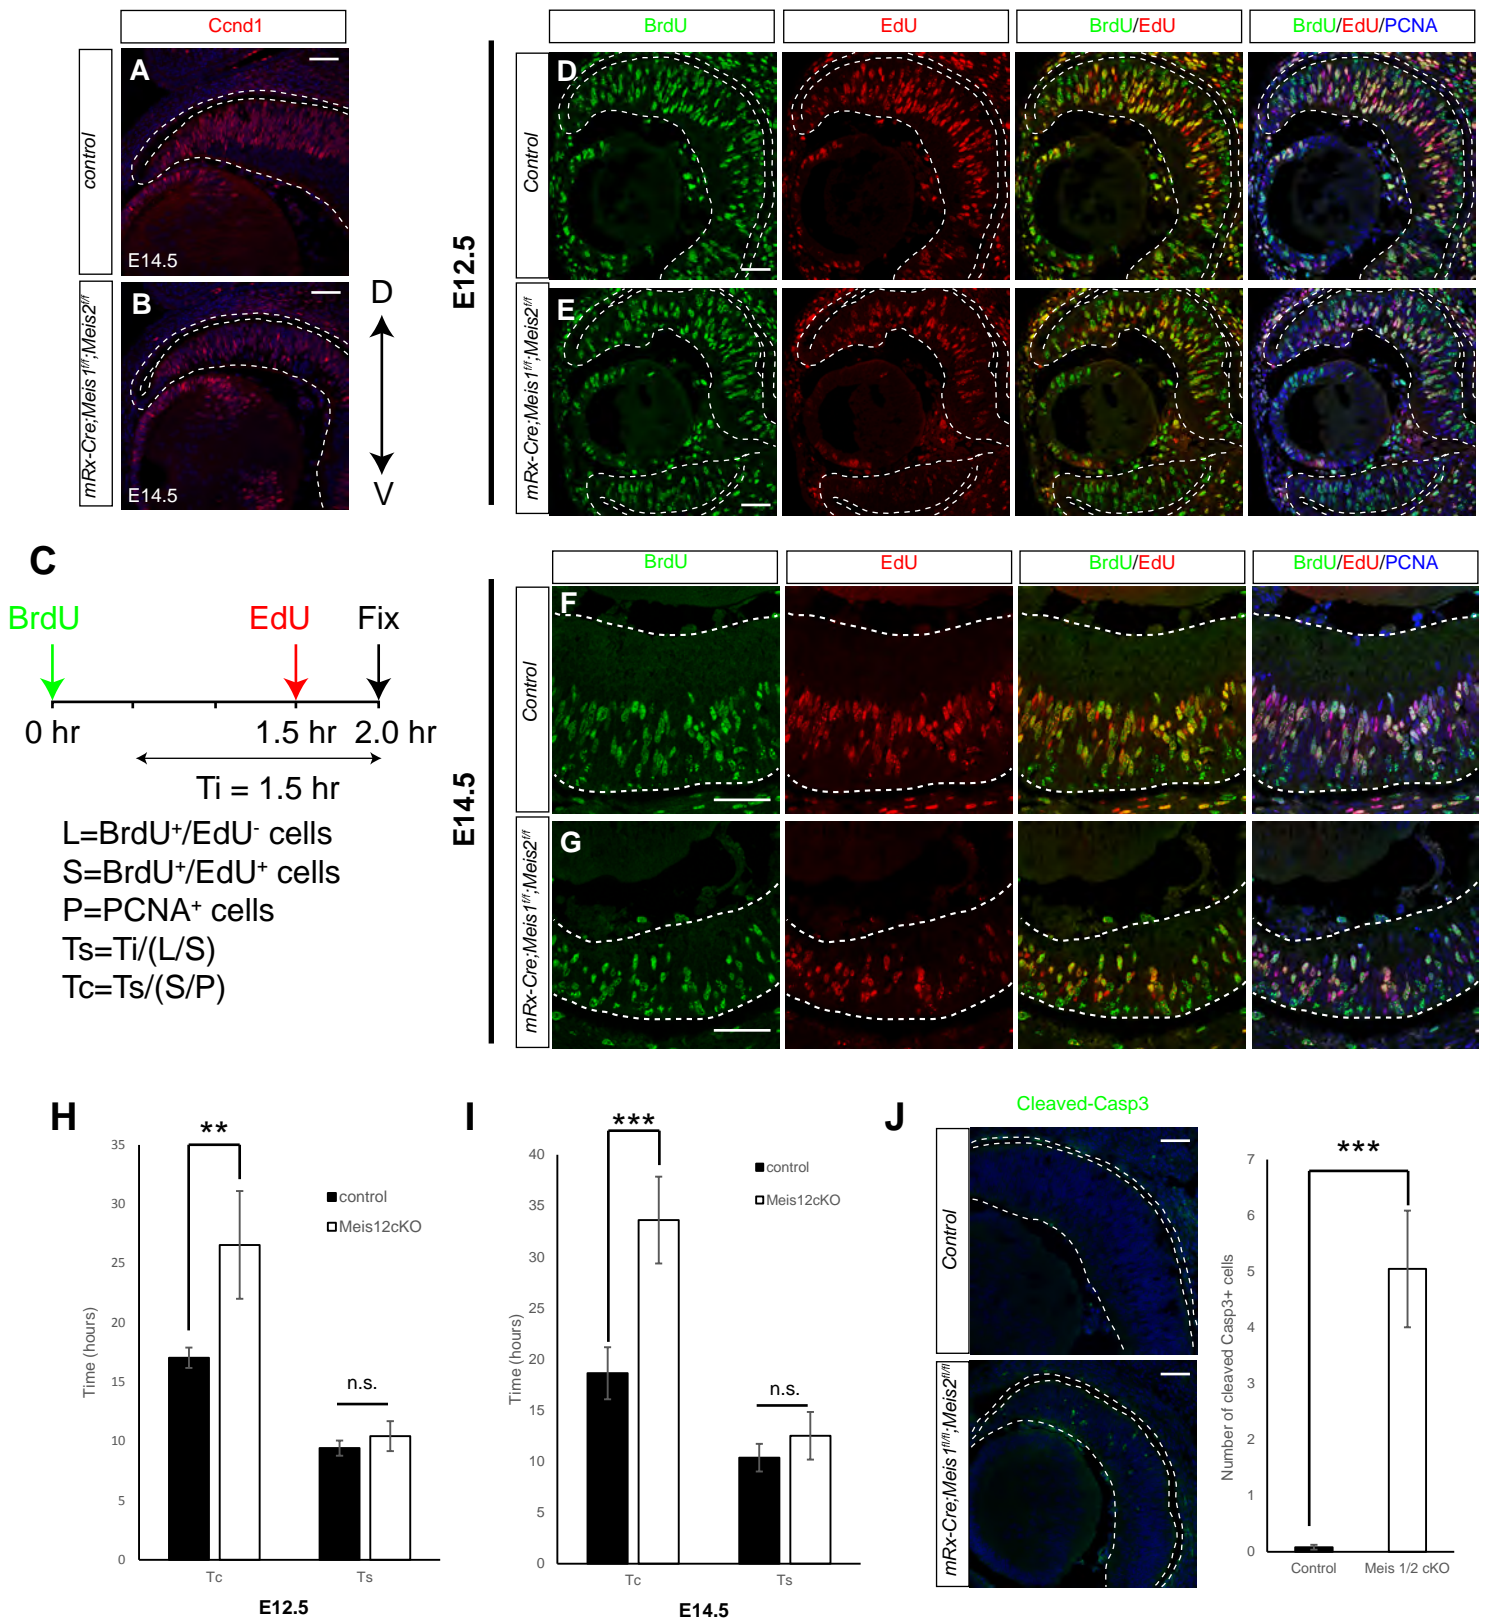 Ccnd1
A
control
E14.5
B
mRx-Cre;Meis1f/f;Meis2f/f
E14.5
D
V
E12.5
BrdU
EdU
BrdU/EdU
BrdU/EdU/PCNA
D
Control
E
mRx-Cre;Meis1f/f;Meis2f/f
C
BrdU
EdU
Fix
0 hr
1.5 hr
2.0 hr
Ti = 1.5 hr
L=BrdU⁺/EdU⁻ cells
S=BrdU⁺/EdU⁺ cells
P=PCNA⁺ cells
Ts=Ti/(L/S)
Tc=Ts/(S/P)
E14.5
BrdU
EdU
BrdU/EdU
BrdU/EdU/PCNA
F
Control
G
mRx-Cre;Meis1f/f;Meis2f/f
H
**
35
30
25
20
15
10
5
0
Time (hours)
control
Meis12cKO
n.s.
Tc
Ts
E12.5
I
***
40
35
30
25
20
15
10
5
0
Time (hours)
control
Meis12cKO
n.s.
Tc
Ts
E14.5
J
Cleaved-Casp3
Control
mRx-Cre;Meis1fl/fl;Meis2fl/fl
***
7
6
5
4
3
2
1
0
Number of cleaved Casp3+ cells
Control
Meis 1/2 cKO